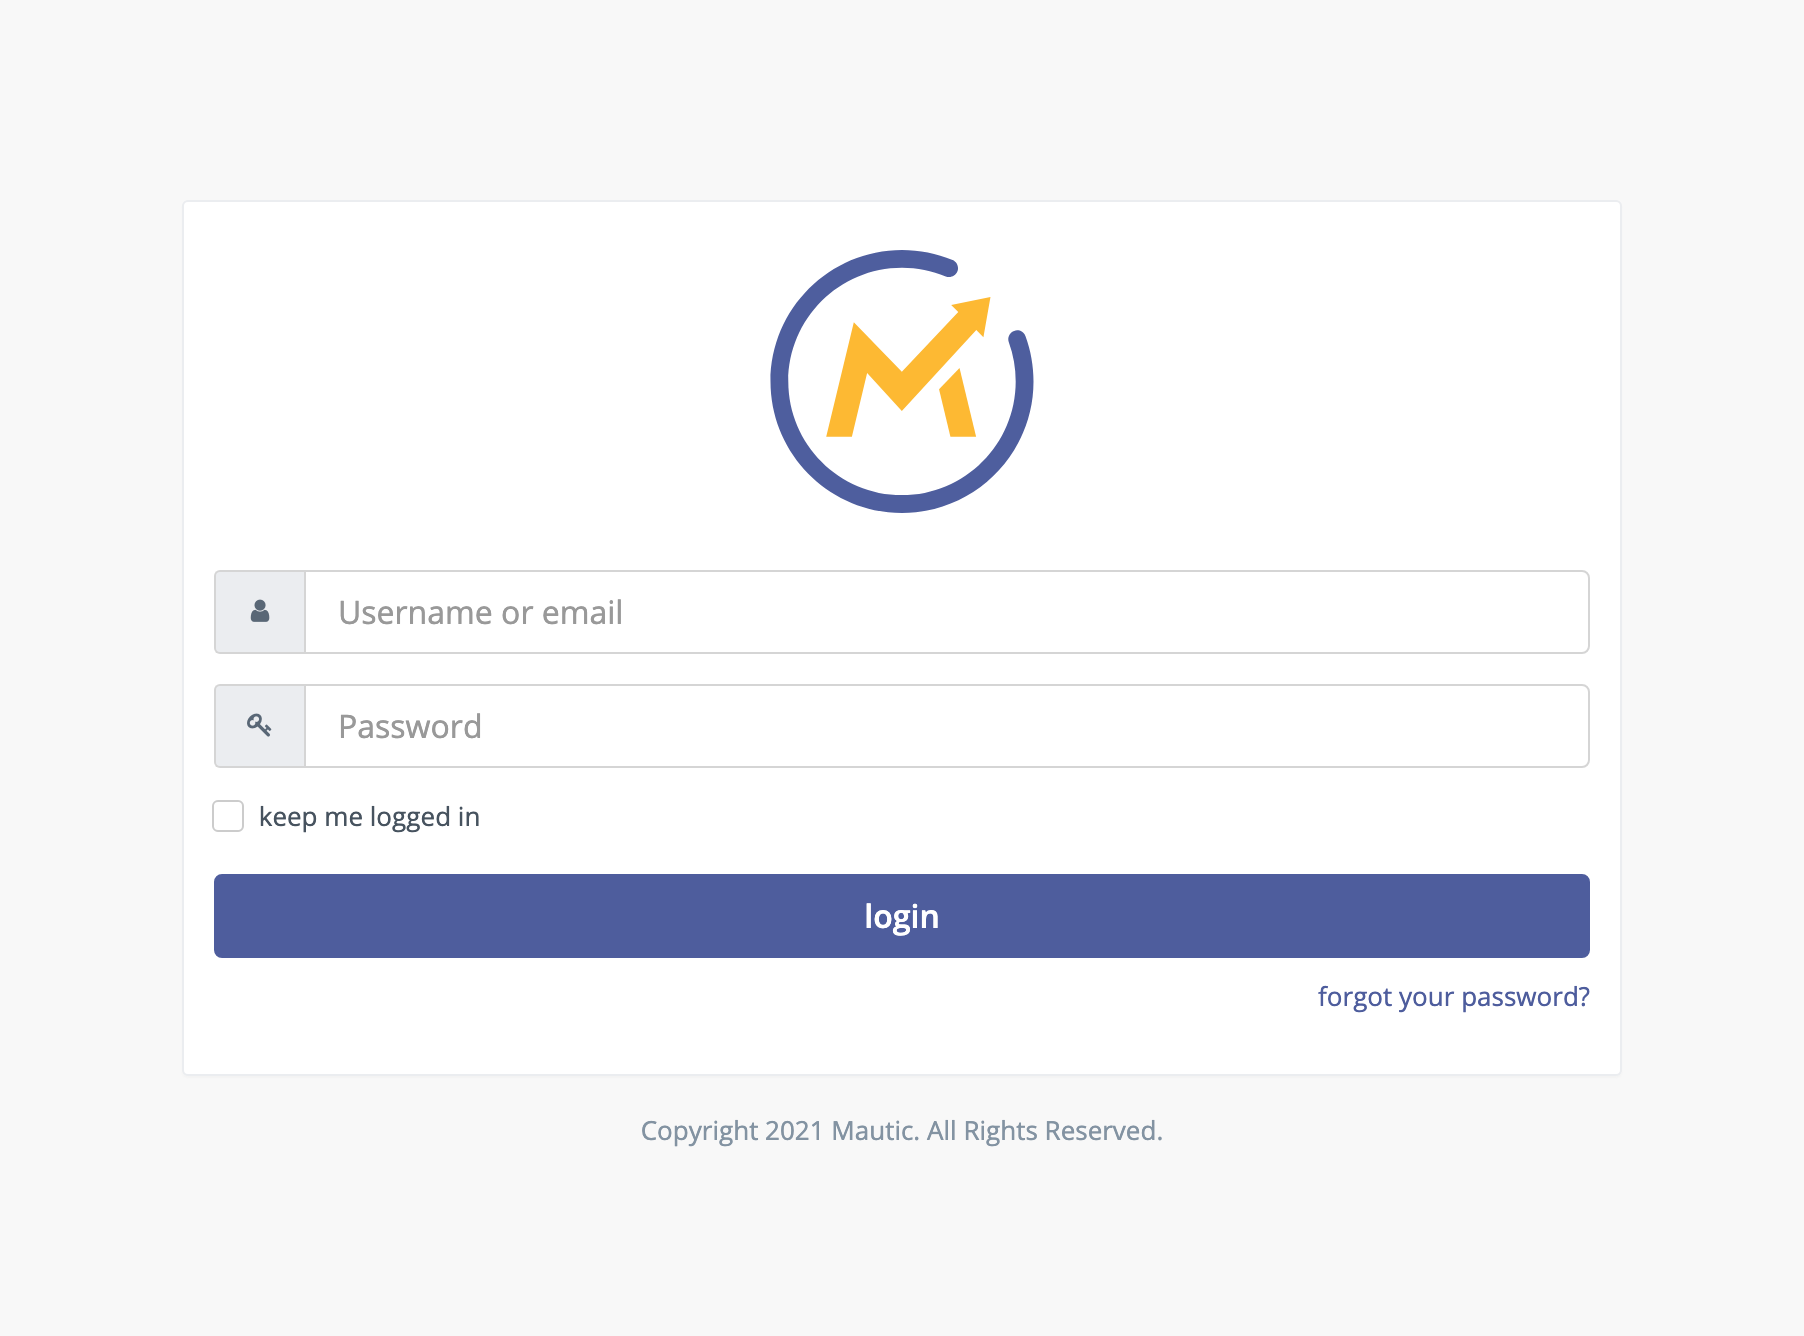 Username or email
Password
keep me logged in
login
forgot your password?
Copyright 2021 Mautic. All Rights Reserved.